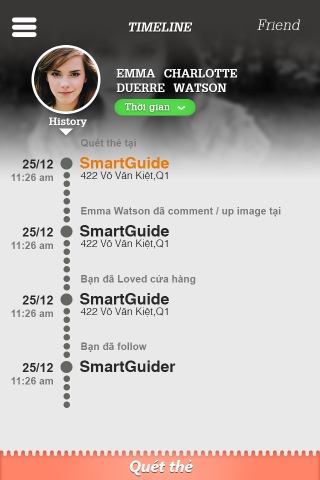 TIMELINE
Friend
EMMA CHARLOTTE
DUERRE WATSON
Thời gian
History
Quét thẻ tại
25/12
SmartGuide
11:26 am
422 Võ Văn Kiệt,Q1
Emma Watson đã comment / up image tại
25/12
SmartGuide
11:26 am
422 Võ Văn Kiệt,Q1
Bạn đã Loved cửa hàng
25/12
SmartGuide
11:26 am
422 Võ Văn Kiệt,Q1
Bạn đã follow
25/12
SmartGuider
11:26 am
Quét thẻ